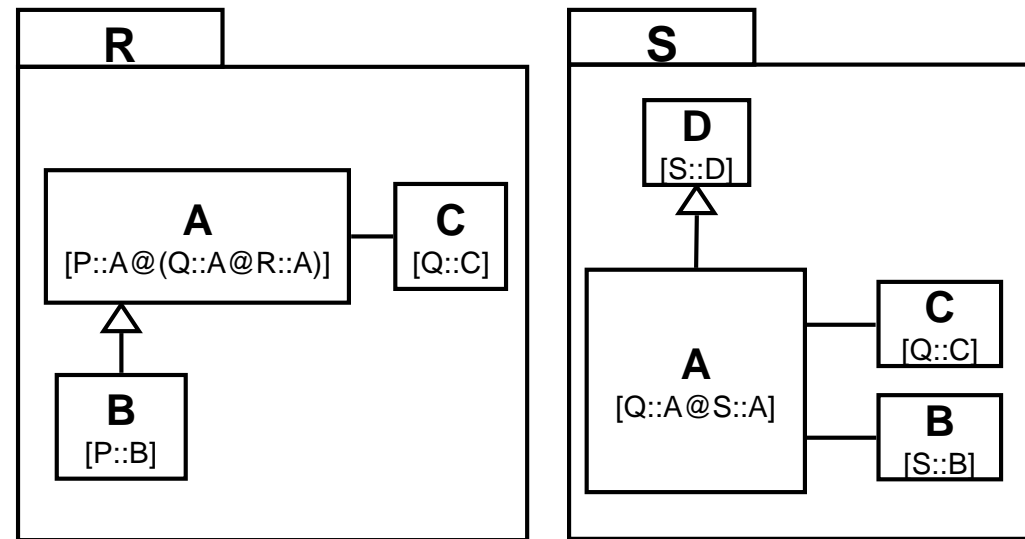 R
A
[P::A@(Q::A@R::A)]
C
[Q::C]
B
[P::B]
S
D
[S::D]
A
[Q::A@S::A]
C
[Q::C]
B
[S::B]